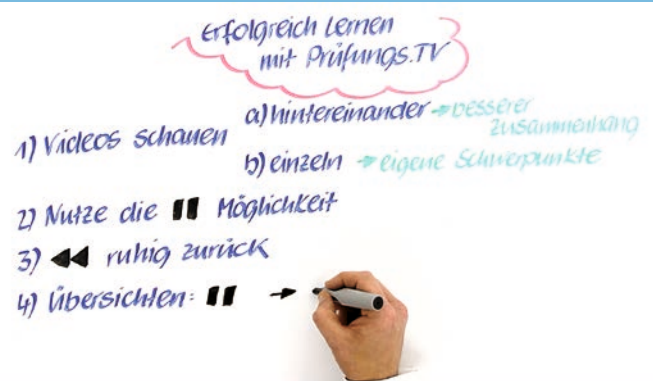 Erfolgreich Lernen
mit Prüfungs.TV
1) Videos schauen
a) hintereinander → besserer
Zusammenhang
b) einzeln → eigene Schwerpunkte
2) Nutze die ⏸ Möglichkeit
3) ⏪ ruhig zurück
4) Übersichten: ⏸ →